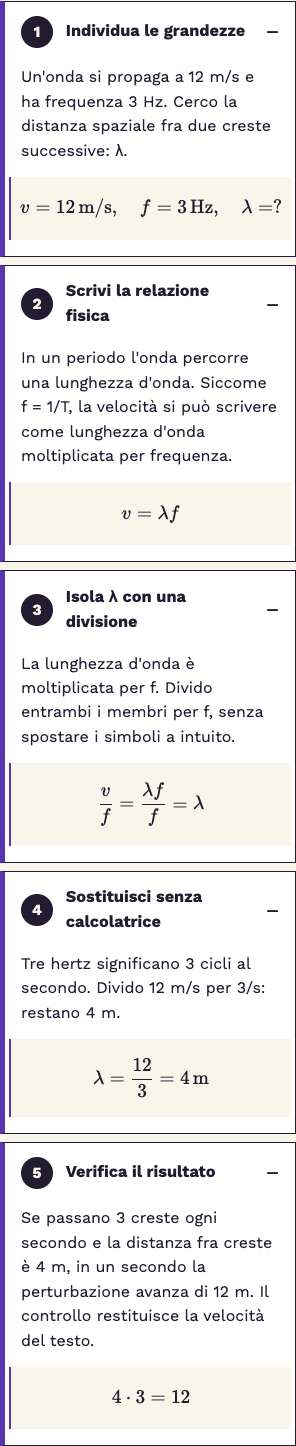 1 Individua le grandezze −
Un'onda si propaga a 12 m/s e
ha frequenza 3 Hz. Cerco la
distanza spaziale fra due creste
successive: λ.
v = 12 m/s, f = 3 Hz, λ =?
2 Scrivi la relazione
fisica −
In un periodo l'onda percorre
una lunghezza d'onda. Siccome
f = 1/T, la velocità si può scrivere
come lunghezza d'onda
moltiplicata per frequenza.
v = λf
3 Isola λ con una
divisione −
La lunghezza d'onda è
moltiplicata per f. Divido
entrambi i membri per f, senza
spostare i simboli a intuito.
v/f = λf/f = λ
4 Sostituisci senza
calcolatrice −
Tre hertz significano 3 cicli al
secondo. Divido 12 m/s per 3/s:
restano 4 m.
λ = 12/3 = 4 m
5 Verifica il risultato −
Se passano 3 creste ogni
secondo e la distanza fra creste
è 4 m, in un secondo la
perturbazione avanza di 12 m. Il
controllo restituisce la velocità
del testo.
4 · 3 = 12